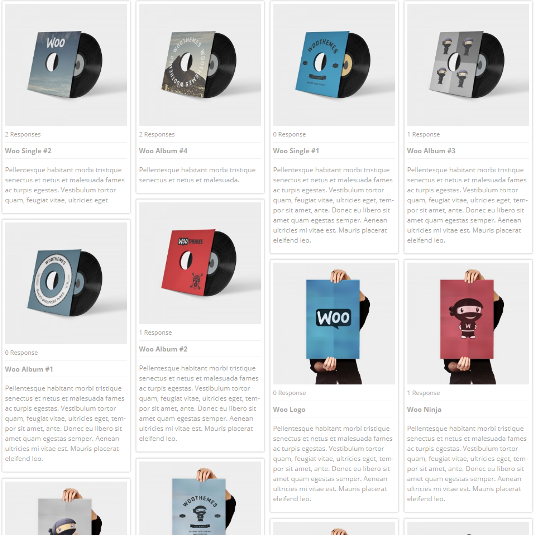 WOO
2 Responses
Woo Single #2
Pellentesque habitant morbi tristique
senectus et netus et malesuada fames
ac turpis egestas. Vestibulum tortor
quam, feugiat vitae, ultricies eget
WOOTHEMES
0 Response
Woo Album #1
Pellentesque habitant morbi tristique
senectus et netus et malesuada fames
ac turpis egestas. Vestibulum tortor
quam, feugiat vitae, ultricies eget, tem-
por sit amet, ante. Donec eu libero sit
amet quam egestas semper. Aenean
ultricies mi vitae est. Mauris placerat
eleifend leo.
WOOTHEMES
2 Responses
Woo Album #4
Pellentesque habitant morbi tristique
senectus et netus et malesuada.
WOOTHEMES
1 Response
Woo Album #2
Pellentesque habitant morbi tristique
senectus et netus et malesuada fames
ac turpis egestas. Vestibulum tortor
quam, feugiat vitae, ultricies eget, tem-
por sit amet, ante. Donec eu libero sit
amet quam egestas semper. Aenean
ultricies mi vitae est. Mauris placerat
eleifend leo.
WOOTHEMES
WOOTHEMES
0 Response
Woo Single #1
Pellentesque habitant morbi tristique
senectus et netus et malesuada fames
ac turpis egestas. Vestibulum tortor
quam, feugiat vitae, ultricies eget, tem-
por sit amet, ante. Donec eu libero sit
amet quam egestas semper. Aenean
ultricies mi vitae est. Mauris placerat
eleifend leo.
WOO
0 Response
Woo Logo
Pellentesque habitant morbi tristique
senectus et netus et malesuada fames
ac turpis egestas. Vestibulum tortor
quam, feugiat vitae, ultricies eget, tem-
por sit amet, ante. Donec eu libero sit
amet quam egestas semper. Aenean
ultricies mi vitae est. Mauris placerat
eleifend leo.
1 Response
Woo Album #3
Pellentesque habitant morbi tristique
senectus et netus et malesuada fames
ac turpis egestas. Vestibulum tortor
quam, feugiat vitae, ultricies eget, tem-
por sit amet, ante. Donec eu libero sit
amet quam egestas semper. Aenean
ultricies mi vitae est. Mauris placerat
eleifend leo.
W
1 Response
Woo Ninja
Pellentesque habitant morbi tristique
senectus et netus et malesuada fames
ac turpis egestas. Vestibulum tortor
quam, feugiat vitae, ultricies eget, tem-
por sit amet, ante. Donec eu libero sit
amet quam egestas semper. Aenean
ultricies mi vitae est. Mauris placerat
eleifend leo.